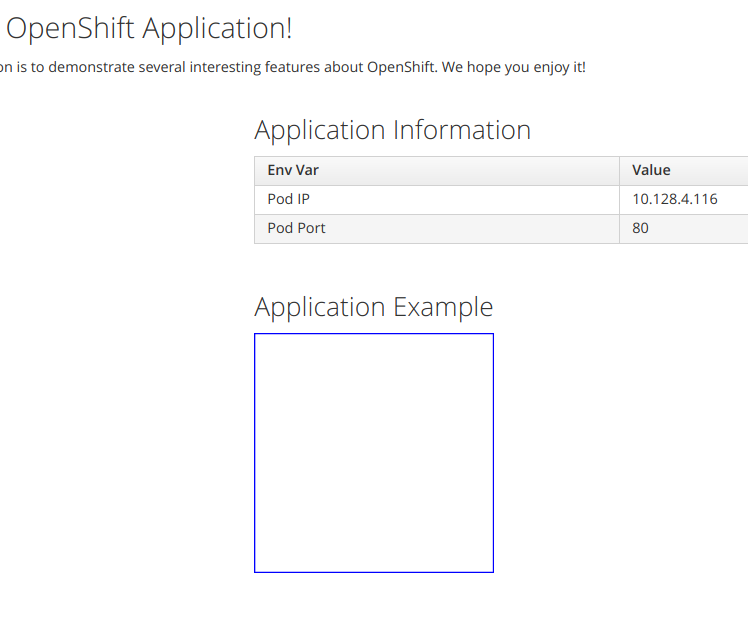 OpenShift Application!
on is to demonstrate several interesting features about OpenShift. We hope you enjoy it!
Application Information
Env Var Value
Pod IP 10.128.4.116
Pod Port 80
Application Example